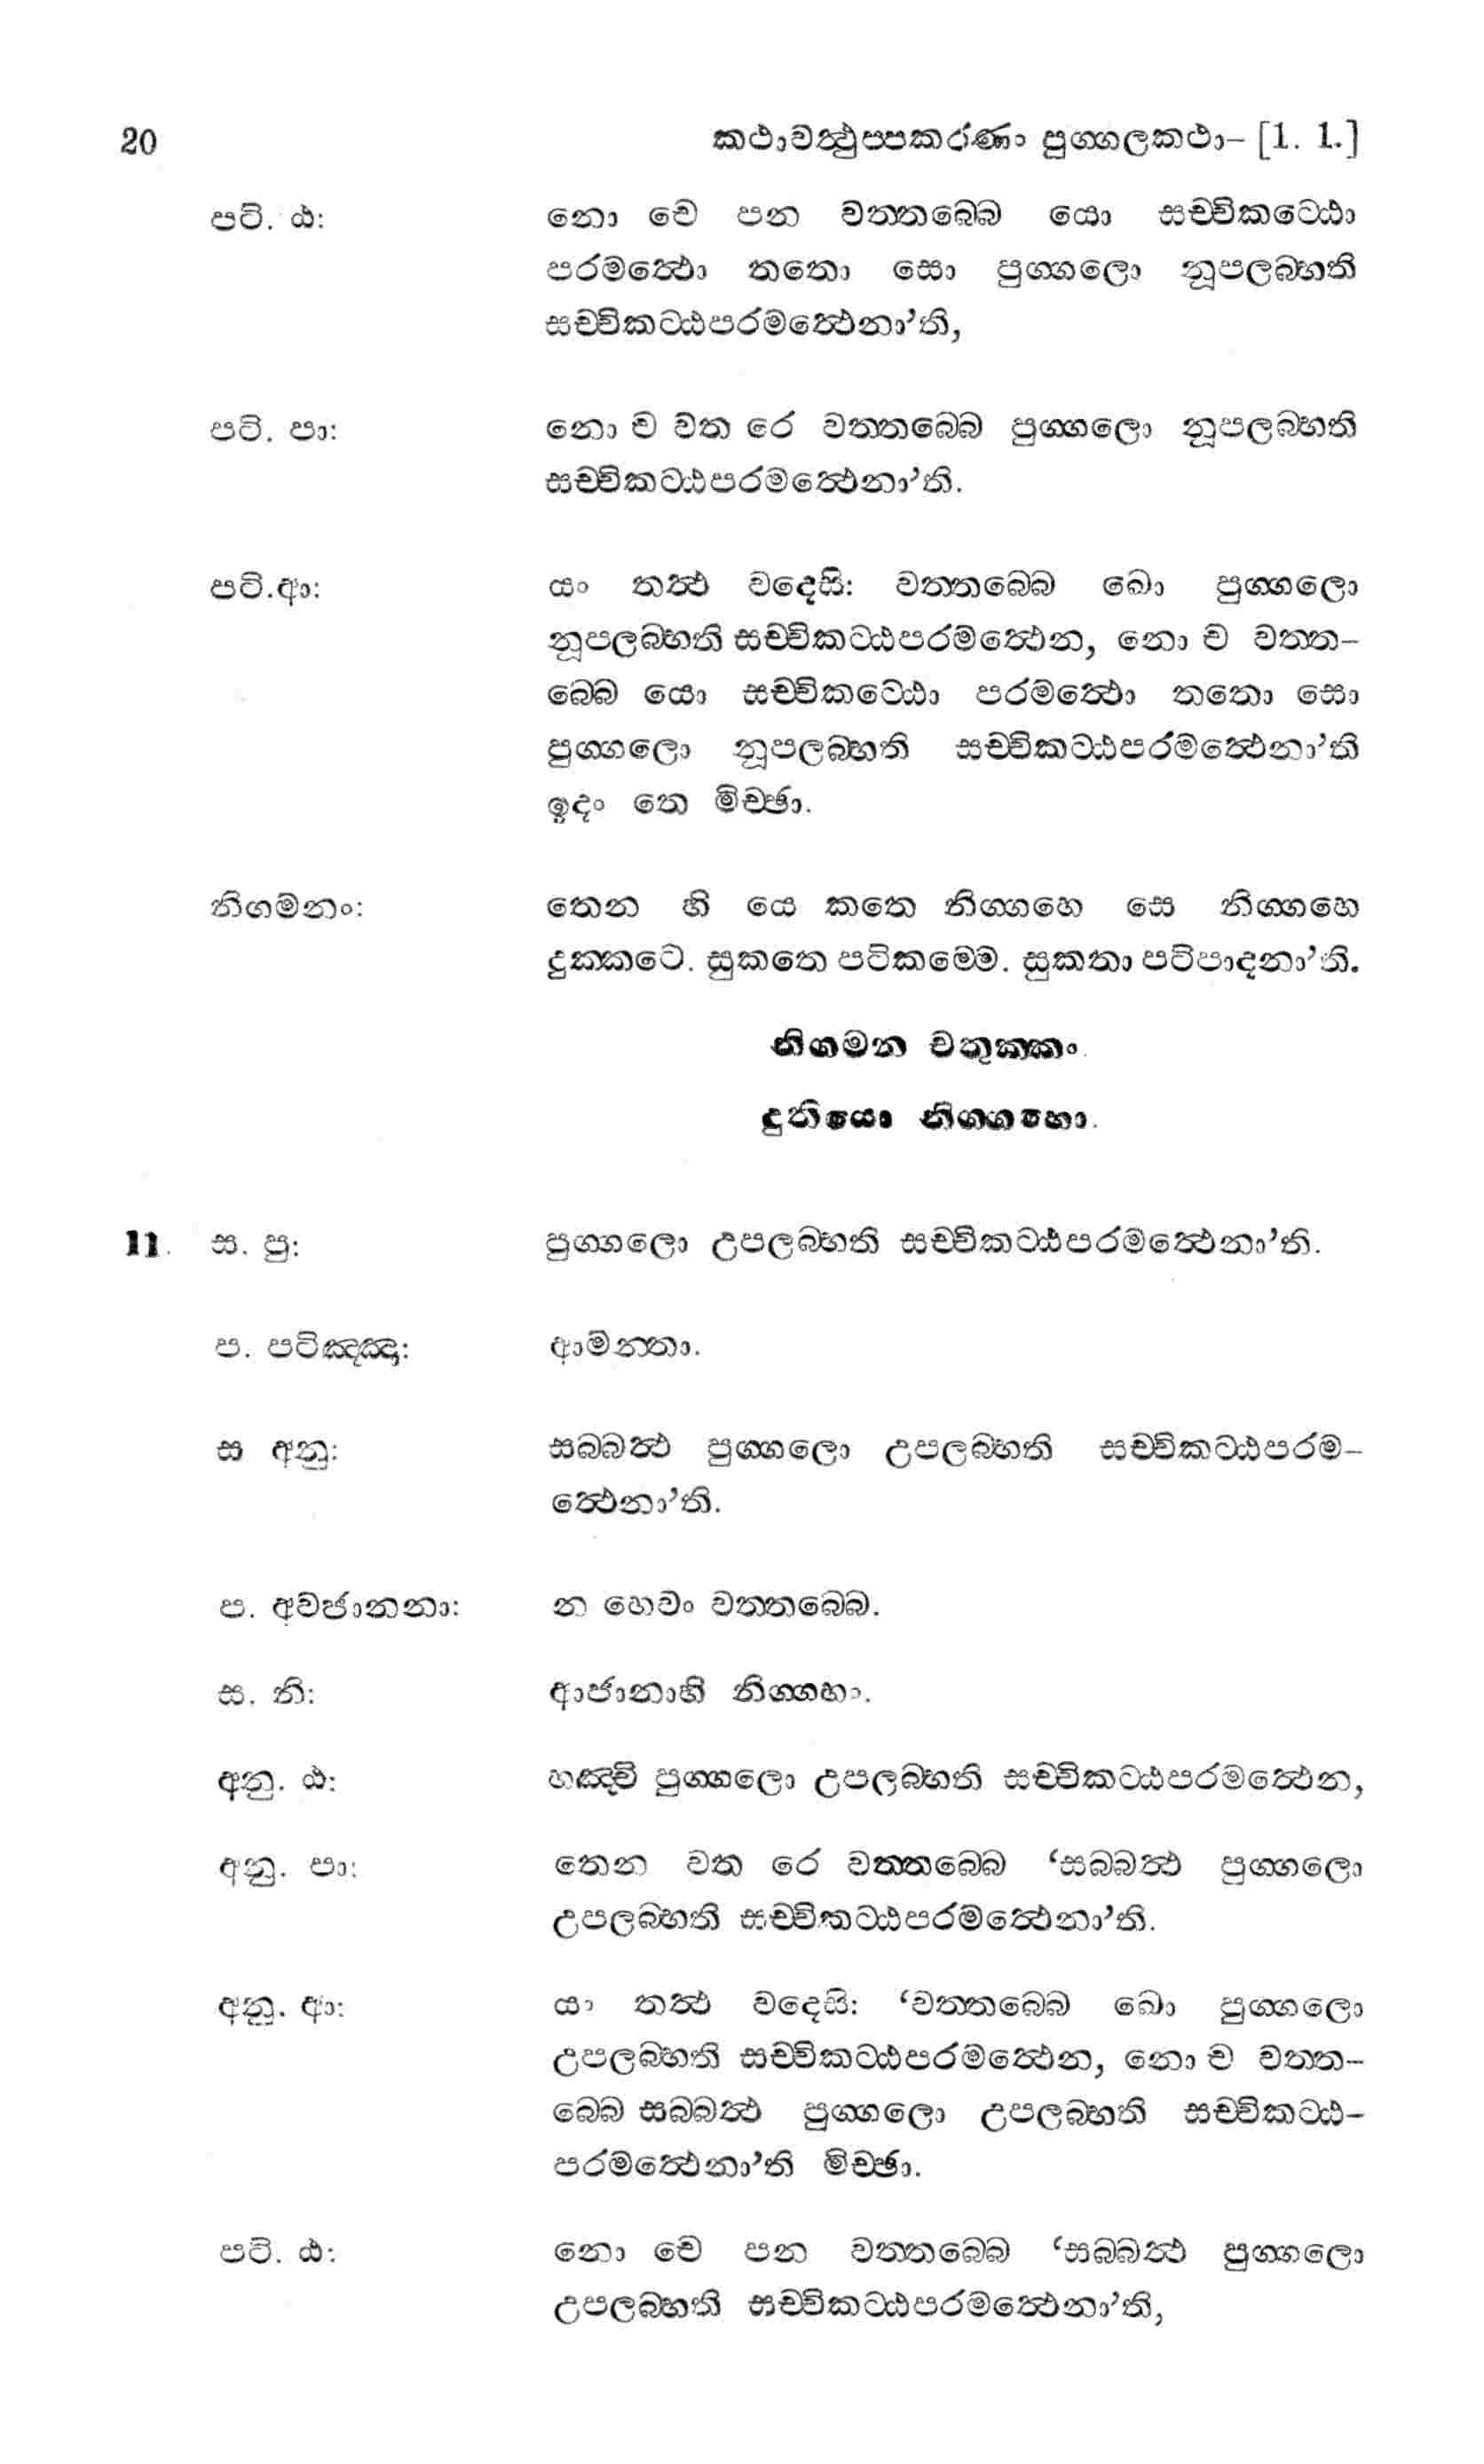 20 කථාවත්‍ථුප්පකරණං පුග්ගලකථා– [1. 1.]
පටි. ඨ: නො චෙ පන වත්තබ්බෙ යො සච්චිකට්ඨො
පරමත්‍ථො තතො සො පුග්ගලො නූපලබ්භති
සච්චිකට්ඨපරමත්‍ථෙනා’ති,
පටි. පා: නො ච වත රෙ වත්තබ්බෙ පුග්ගලො නූපලබ්භති
සච්චිකට්ඨපරමත්‍ථෙනා’ති.
පටි.ආ: යං තත්‍ථ වදෙසි: වත්තබ්බෙ ඛො පුග්ගලො
නූපලබ්භති සච්චිකට්ඨපරමත්‍ථෙන, නො ච වත්ත–
බ්බෙ යො සච්චිකට්ඨො පරමත්‍ථො තතො සො
පුග්ගලො නූපලබ්භති සච්චිකට්ඨපරමත්‍ථෙනා’ති
ඉදං තෙ මිච්ඡා.
නිගමනං: තෙන හි යෙ කතෙ නිග්ගහෙ සෙ නිග්ගහෙ
දුක්කටෙ. සුකතෙ පටිකම්මෙ. සුකතා පටිපාදනා’ති.
නිගමන චතුක්කං.
දුතියො නිග්ගහො.
11. ස. පු: පුග්ගලො උපලබ්භති සච්චිකට්ඨපරමත්‍ථෙනා’ති.
ප. පටිඤ්ඤා: ආමන්තා.
ස අනු: සබ්බත්‍ථ පුග්ගලො උපලබ්භති සච්චිකට්ඨපරම–
ත්‍ථෙනා’ති.
ප. අවජානනා: න හෙවං වත්තබ්බෙ.
ස. නි: ආජානාහි නිග්ගහං.
අනු. ඨ: හඤ්චි පුග්ගලො උපලබ්භති සච්චිකට්ඨපරමත්‍ථෙන,
අනු. පා: තෙන වත රෙ වත්තබ්බෙ ‘සබ්බත්‍ථ පුග්ගලො
උපලබ්භති සච්චිකට්ඨපරමත්‍ථෙනා’ති.
අනු. ආ: යං තත්‍ථ වදෙසි: ‘වත්තබ්බෙ ඛො පුග්ගලො
උපලබ්භති සච්චිකට්ඨපරමත්‍ථෙන, නො ච වත්ත–
බ්බෙ සබ්බත්‍ථ පුග්ගලො උපලබ්භති සච්චිකට්ඨ–
පරමත්‍ථෙනා’ති මිච්ඡා.
පටි. ඨ: නො චෙ පන වත්තබ්බෙ ‘සබ්බත්‍ථ පුග්ගලො
උපලබ්භති සච්චිකට්ඨපරමත්‍ථෙනා’ති,